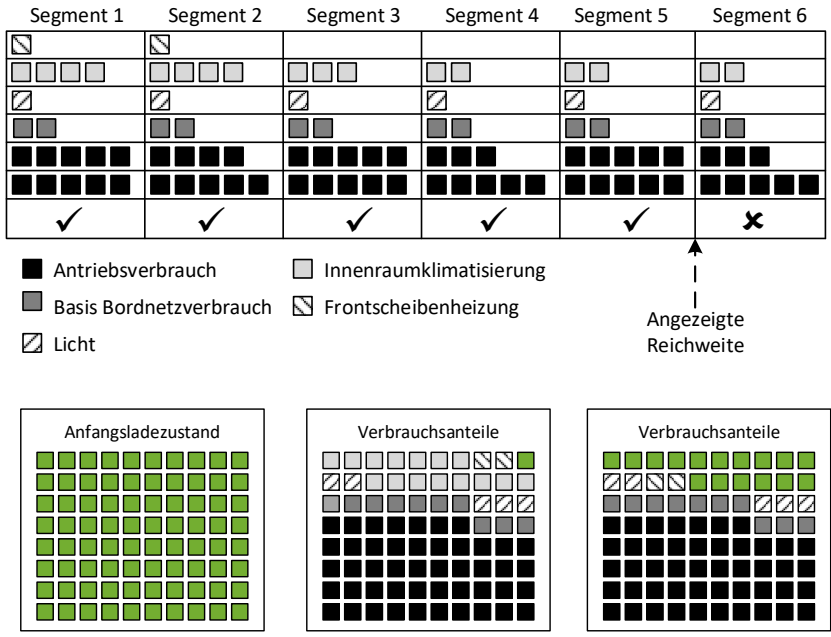 Segment 1 Segment 2 Segment 3 Segment 4 Segment 5 Segment 6
Antriebsverbrauch
Innenraumklimatisierung
Basis Bordnetzverbrauch
Frontscheibenheizung
Licht
Angezeigte
Reichweite
Anfangsladezustand
Verbrauchsanteile
Verbrauchsanteile